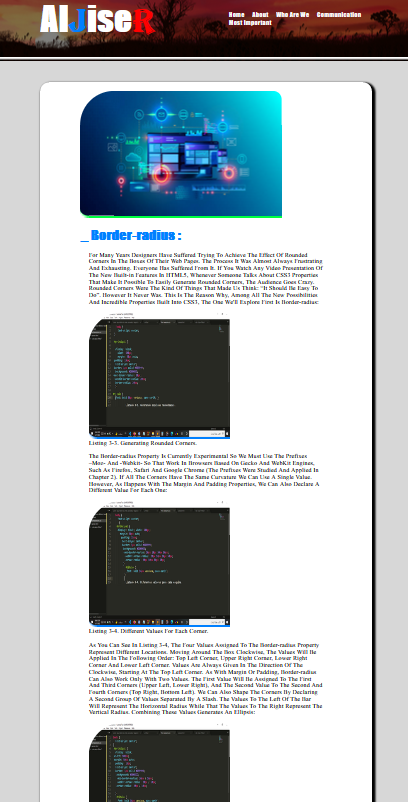 AlJiseR
Home About Who Are We Communication
Most Important
_ Border-radius :
For Many Years Designers Have Suffered Trying To Achieve The Effect Of Rounded
Corners In The Boxes Of Their Web Pages. The Process It Was Almost Always Frustrating
And Exhausting. Everyone Has Suffered From It. If You Watch Any Video Presentation Of
The New Built-in Features In HTML5, Whenever Someone Talks About CSS3 Properties
That Make It Possible To Easily Generate Rounded Corners, The Audience Goes Crazy.
Rounded Corners Were The Kind Of Things That Made Us Think: "It Should Be Easy To
Do". However It Never Was. This Is The Reason Why, Among All The New Possibilities
And Incredible Properties Built Into CSS3, The One We'll Explore First Is Border-radius:
Listing 3-3. Generating Rounded Corners.
The Border-radius Property Is Currently Experimental So We Must Use The Prefixes
–Moz- And -Webkit- So That Work In Browsers Based On Gecko And WebKit Engines,
Such As Firefox, Safari And Google Chrome (The Prefixes Were Studied And Applied In
Chapter 2). If All The Corners Have The Same Curvature We Can Use A Single Value.
However, As Happens With The Margin And Padding Properties, We Can Also Declare A
Different Value For Each One:
Listing 3-4. Different Values For Each Corner.
As You Can See In Listing 3-4, The Four Values Assigned To The Border-radius Property
Represent Different Locations. Moving Around The Box Clockwise, The Values Will Be
Applied In The Following Order: Top Left Corner, Upper Right Corner, Lower Right
Corner And Lower Left Corner. Values Are Always Given In The Direction Of The
Clockwise, Starting At The Top Left Corner. As With Margin Or Padding, Border-radius
Can Also Work Only With Two Values. The First Value Will Be Assigned To The First
And Third Corners (Upper Left, Lower Right), And The Second Value To The Second And
Fourth Corners (Top Right, Bottom Left). We Can Also Shape The Corners By Declaring
A Second Group Of Values Separated By A Slash. The Values To The Left Of The Bar
Will Represent The Horizontal Radius While That The Values To The Right Represent The
Vertical Radius. Combining These Values Generates An Ellipsis: